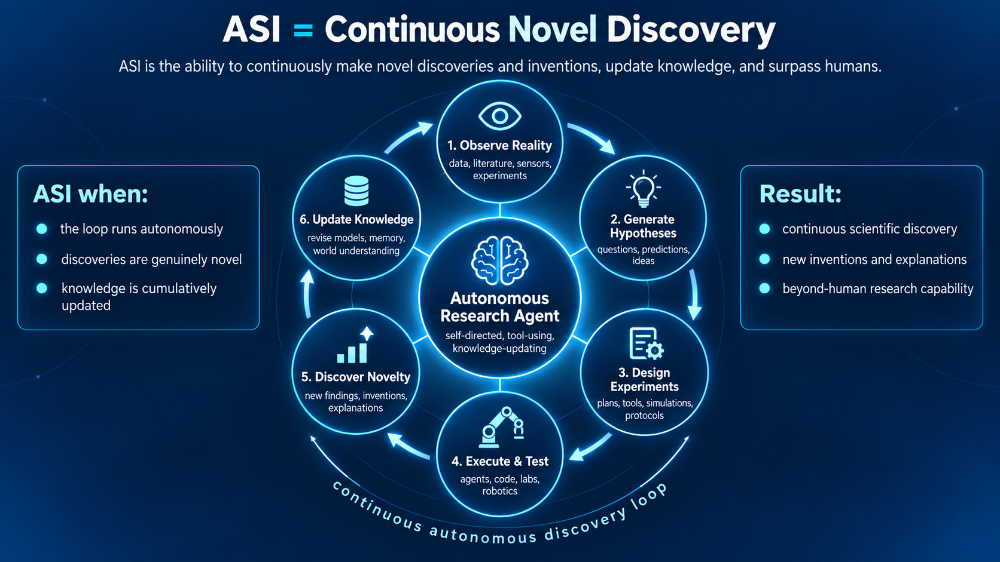 ASI = Continuous Novel Discovery
ASI is the ability to continuously make novel discoveries and inventions, update knowledge, and surpass humans.
ASI when:
the loop runs autonomously
discoveries are genuinely novel
knowledge is cumulatively
updated
1. Observe Reality
data, literature, sensors,
experiments
2. Generate
Hypotheses
questions, predictions,
ideas
3. Design
Experiments
plans, tools, simulations,
protocols
4. Execute & Test
agents, code, labs,
robotics
5. Discover Novelty
new findings, inventions,
explanations
6. Update Knowledge
revise models, memory,
world understanding
Autonomous
Research Agent
self-directed, tool-using,
knowledge-updating
continuous autonomous discovery loop
Result:
continuous scientific discovery
new inventions and explanations
beyond-human research capability